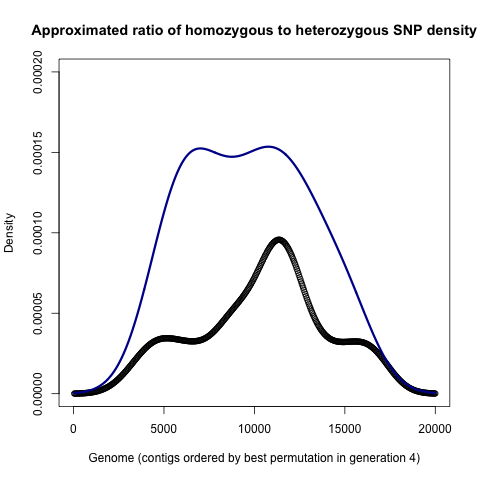 Approximated ratio of homozygous to heterozygous SNP density
0.00020
0.00015
0.00010
0.00005
0.00000
Density
0 5000 10000 15000 20000
Genome (contigs ordered by best permutation in generation 4)